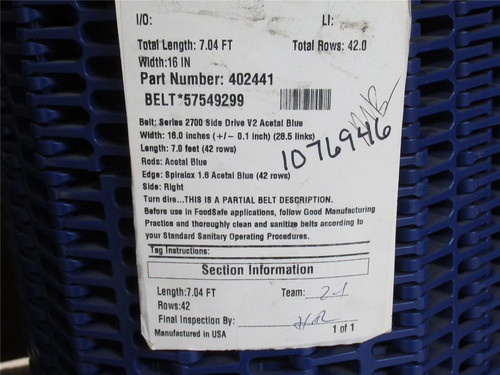 I/O: LI:
Total Length: 7.04 FT Total Rows: 42.0
Width:16 IN
Part Number: 402441
BELT*57549299
Belt: Series 2700 Side Drive V2 Acetal Blue
Width: 16.0 inches (+/- 0.1 inch) (28.5 links)
Length: 7.0 feet (42 rows)
1076946
Rods: Acetal Blue
Edge: Spiralox 1.6 Acetal Blue (42 rows)
Side: Right
Turn dire...THIS IS A PARTIAL BELT DESCRIPTION.
Before use in FoodSafe applications, follow Good Manufacturing
Practice and thoroughly clean and sanitize belts according to
your Standard Sanitary Operating Procedures.
Tag Instructions:
Section Information
Length:7.04 FT Team:
Rows:42
Final Inspection By:
Manufactured in USA 1 of 1